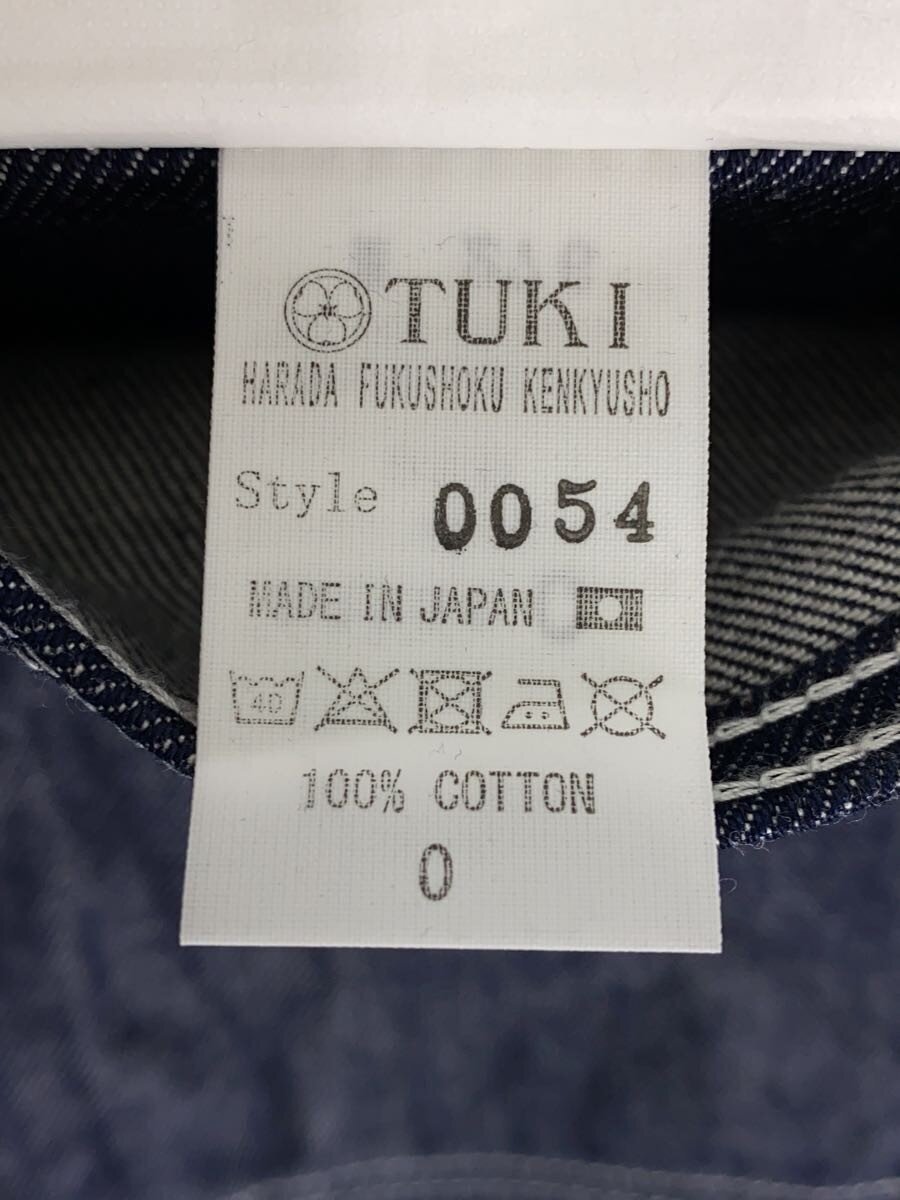 TUKI
HARADA FUKUSHOKU KENKYUSHO
Style 0054
MADE IN JAPAN
40
100% COTTON
0